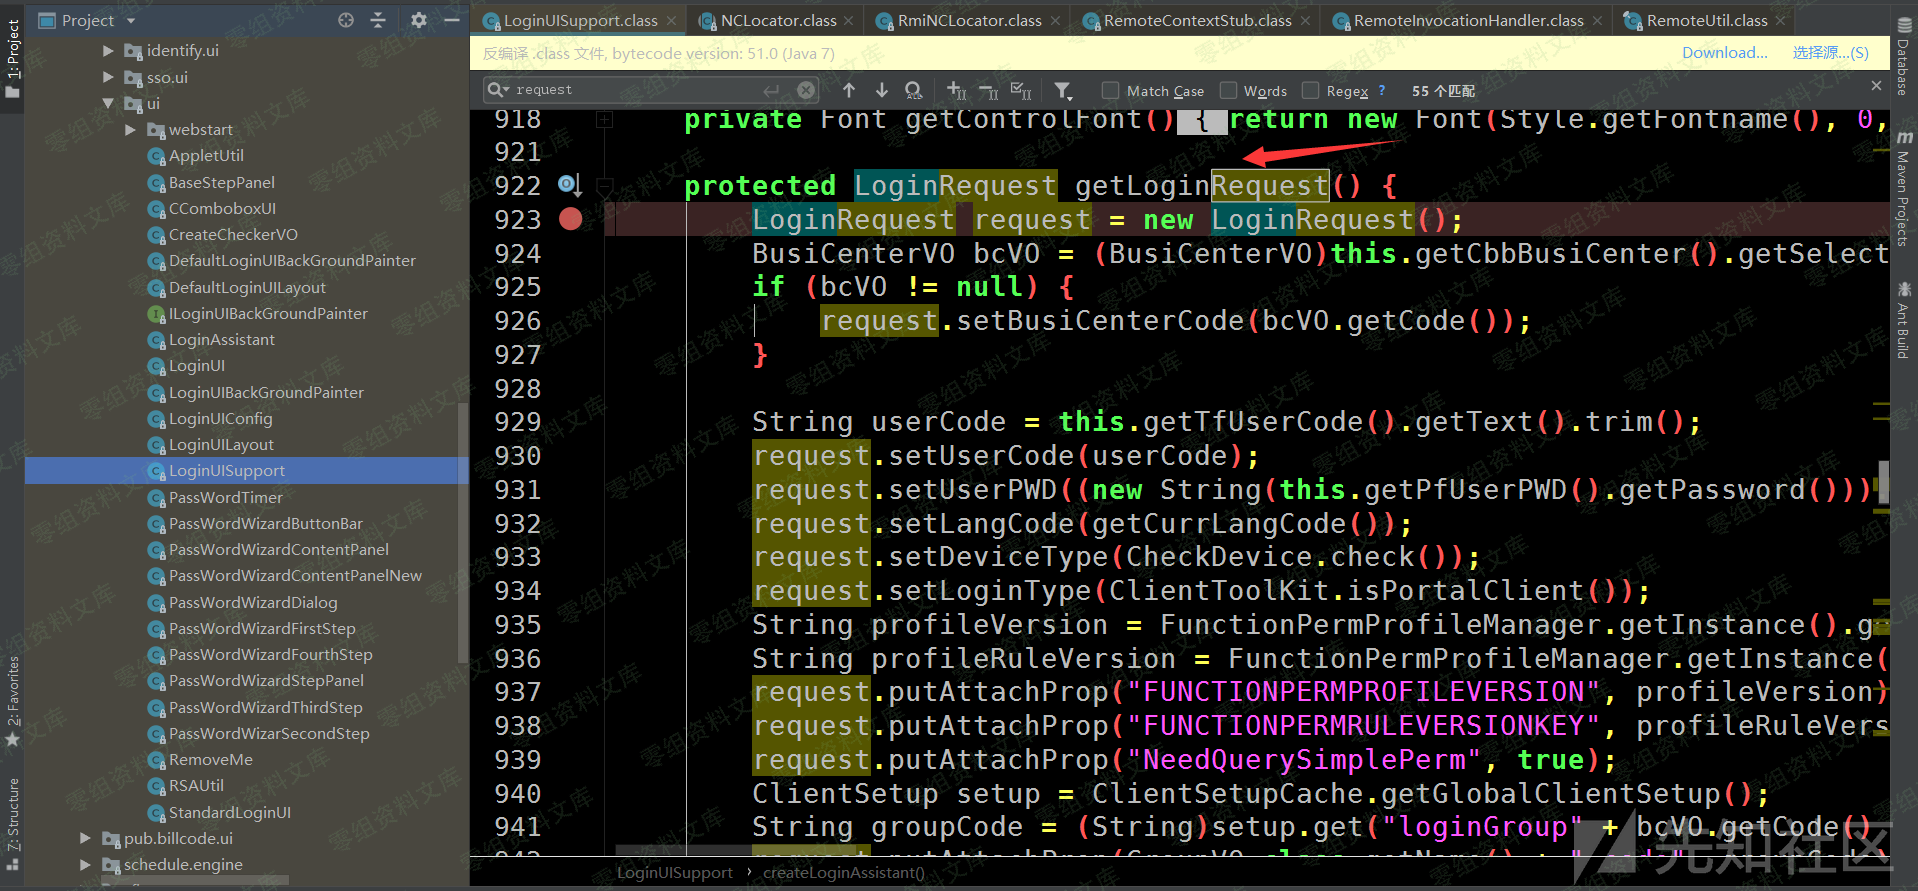 Project
LoginUISupport.class
NCLocator.class
RmiNCLocator.class
RemoteContextStub.class
RemoteInvocationHandler.class
RemoteUtil.class
反编译 .class 文件, bytecode version: 51.0 (Java 7)
Download...
选择源...(S)
request
Match Case
Words
Regex
?
55 个匹配
1: Project
2: Favorites
7: Structure
Database
Maven Projects
Ant Build
identify.ui
sso.ui
ui
webstart
AppletUtil
BaseStepPanel
CComboboxUI
CreateCheckerVO
DefaultLoginUIBackGroundPainter
DefaultLoginUILayout
ILoginUIBackGroundPainter
LoginAssistant
LoginUI
LoginUIBackGroundPainter
LoginUIConfig
LoginUILayout
LoginUISupport
PassWordTimer
PassWordWizardButtonBar
PassWordWizardContentPanel
PassWordWizardContentPanelNew
PassWordWizardDialog
PassWordWizardFirstStep
PassWordWizardFourthStep
PassWordWizardStepPanel
PassWordWizardThirdStep
PassWordWizarSecondStep
RemoveMe
RSAUtil
StandardLoginUI
pub.billcode.ui
schedule.engine
918 private Font getControlFont() { return new Font(Style.getFontname(), 0,
921
922 protected LoginRequest getLoginRequest() {
923 LoginRequest request = new LoginRequest();
924 BusiCenterVO bcVO = (BusiCenterVO)this.getCbbBusiCenter().getSelect
925 if (bcVO != null) {
926 request.setBusiCenterCode(bcVO.getCode());
927 }
928
929 String userCode = this.getTfUserCode().getText().trim();
930 request.setUserCode(userCode);
931 request.setUserPWD((new String(this.getPfUserPWD().getPassword()))
932 request.setLangCode(getCurrLangCode());
933 request.setDeviceType(CheckDevice.check());
934 request.setLoginType(ClientToolKit.isPortalClient());
935 String profileVersion = FunctionPermProfileManager.getInstance().g
936 String profileRuleVersion = FunctionPermProfileManager.getInstance(
937 request.putAttachProp("FUNCTIONPERMPROFILEVERSION", profileVersion)
938 request.putAttachProp("FUNCTIONPERMRULEVERSIONKEY", profileRuleVers
939 request.putAttachProp("NeedQuerySimplePerm", true);
940 ClientSetup setup = ClientSetupCache.getGlobalClientSetup();
941 String groupCode = (String)setup.get("loginGroup" + bcVO.getCode()
LoginUISupport › createLoginAssistant()
先知社区
零组资料文库